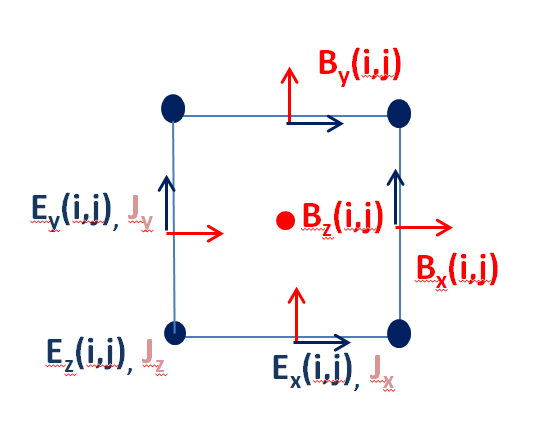 By(i,j)
Ey(i,j), Jy
Bz(i,j)
Bx(i,j)
Ez(i,j), Jz
Ex(i,j), Jx